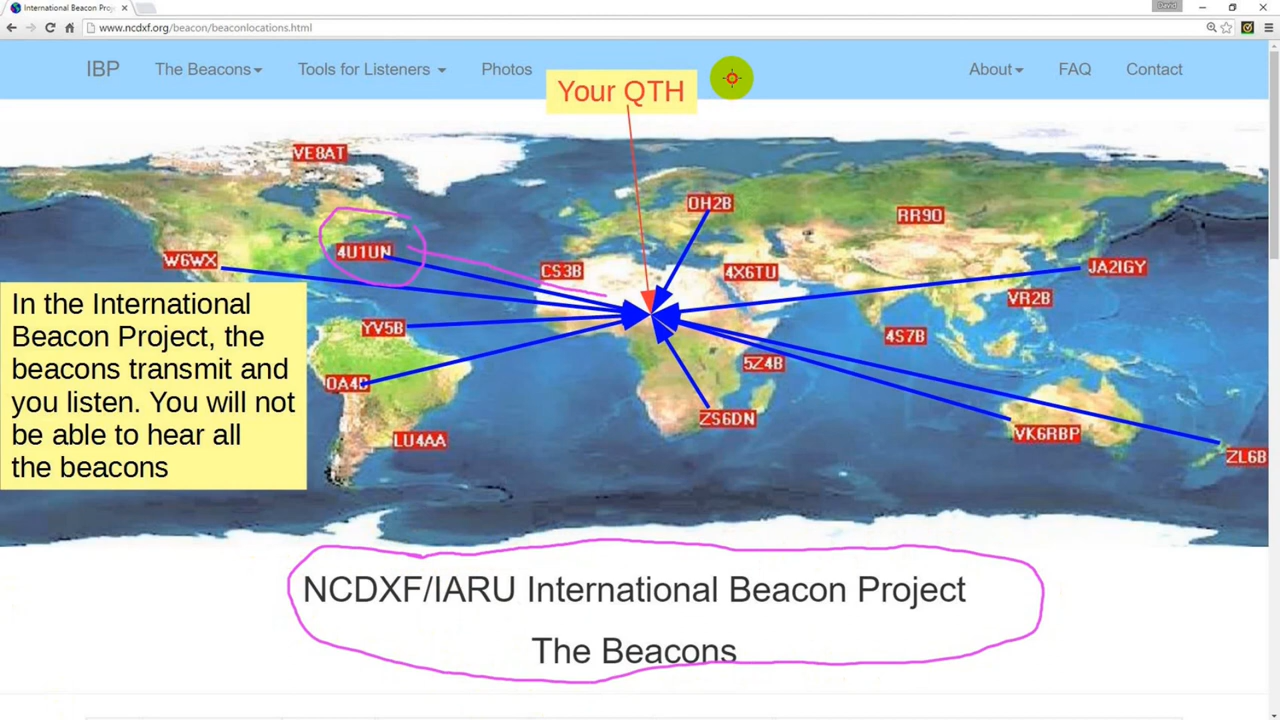 International Beacon Proj
David
www.ncdxf.org/beacon/beaconlocations.html
IBP The Beacons Tools for Listeners Photos About FAQ Contact
Your QTH
VE8AT
OH2B
RR9O
4U1UN
W6WX
CS3B
4X6TU
JA2IGY
VR2B
In the International
Beacon Project, the
beacons transmit and
you listen. You will not
be able to hear all
the beacons
YV5B
4S7B
5Z4B
OA4B
ZS6DN
VK6RBP
LU4AA
ZL6B
NCDXF/IARU International Beacon Project
The Beacons